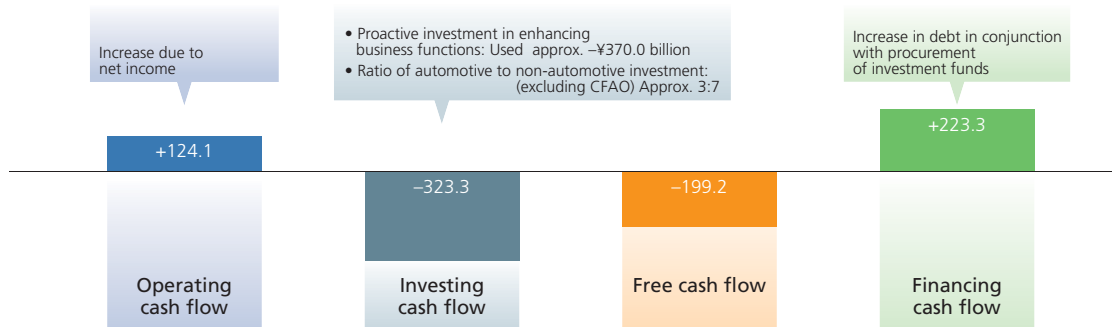 Increase due to
net income
• Proactive investment in enhancing
business functions: Used approx. –¥370.0 billion
• Ratio of automotive to non-automotive investment:
(excluding CFAO) Approx. 3:7
Increase in debt in conjunction
with procurement
of investment funds
+124.1
–323.3
–199.2
+223.3
Operating
cash flow
Investing
cash flow
Free cash flow
Financing
cash flow